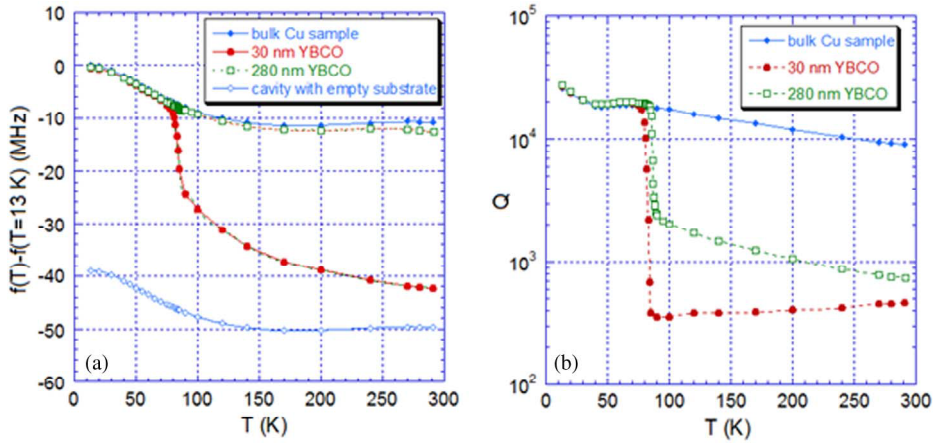 10
0
-10
-20
-30
-40
-50
-60
f(T)-f(T=13 K) (MHz)
bulk Cu sample
30 nm YBCO
280 nm YBCO
cavity with empty substrate
(a)
0 50 100 150 200 250 300
T (K)
10^5
10^4
10^3
10^2
Q
bulk Cu sample
30 nm YBCO
280 nm YBCO
(b)
0 50 100 150 200 250 300
T (K)